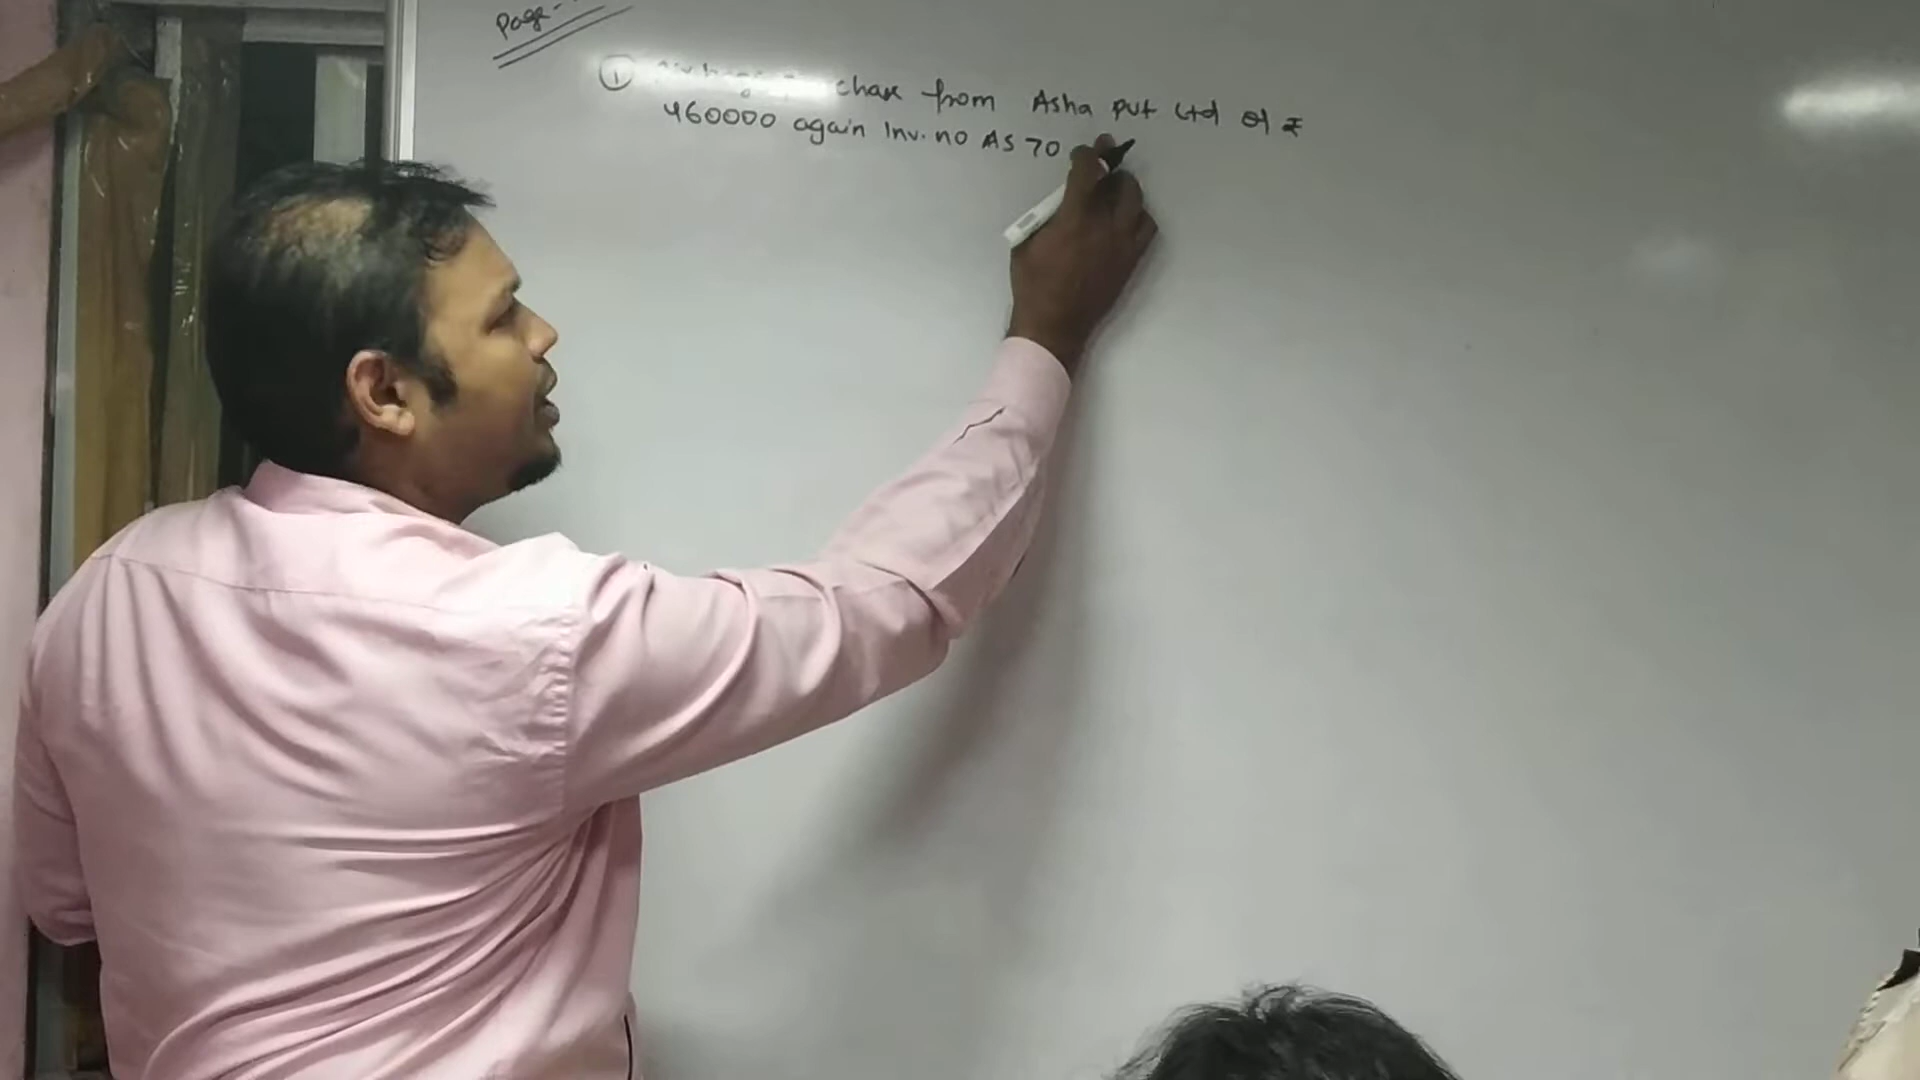 Page-
① chase from Asha Pvt Ltd of ₹
460000 again Inv. no AS 70